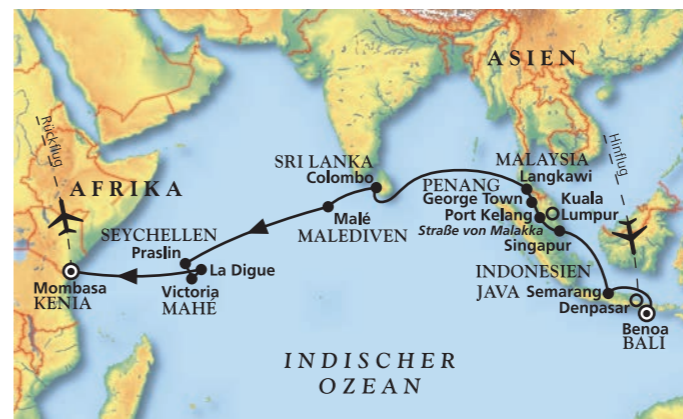 ASIEN
Rückflug
Hinflug
AFRIKA
SRI LANKA
Colombo
MALAYSIA
Langkawi
PENANG
George Town
Kuala
Lumpur
Port Kelang
Straße von Malakka
Singapur
Malé
MALEDIVEN
SEYCHELLEN
Praslin
La Digue
Victoria
MAHÉ
Mombasa
KENIA
INDONESIEN
JAVA
Semarang
Denpasar
Benoa
BALI
INDISCHER
OZEAN